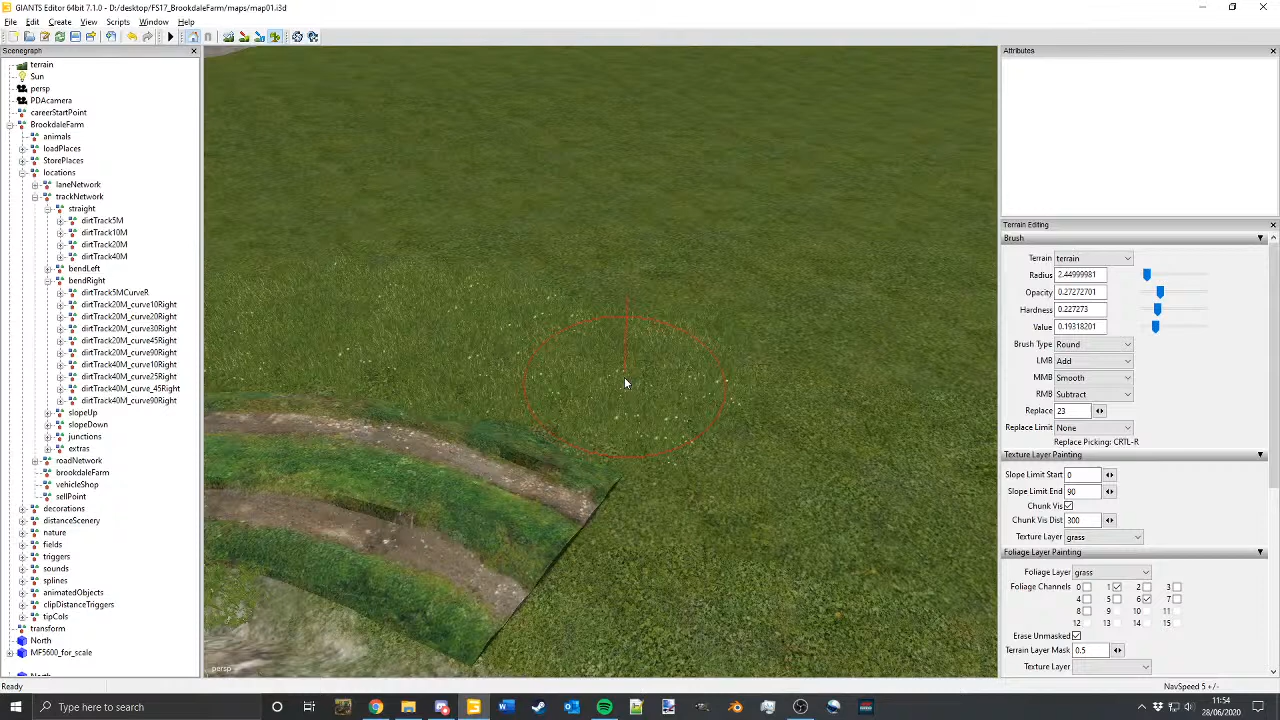 GIANTS Editor 64bit 7.1.0 - D:/desktop/FS17_BrookdaleFarm/maps/map01.i3d
File Edit Create View Scripts Window Help
Scenegraph
terrain
Sun
persp
PDAcamera
careerStartPoint
BrookdaleFarm
animals
loadPlaces
StorePlaces
locations
laneNetwork
trackNetwork
straight
dirtTrack5M
dirtTrack10M
dirtTrack20M
dirtTrack40M
bendLeft
bendRight
dirtTrack5MCurveR
dirtTrack20M_curve10Right
dirtTrack20M_curve20Right
dirtTrack20M_curve30Right
dirtTrack20M_curve45Right
dirtTrack20M_curve90Right
dirtTrack40M_curve10Right
dirtTrack40M_curve25Right
dirtTrack40M_curve_45Right
dirtTrack40M_curve90Right
slopeUp
slopeDown
junctions
extras
roadNetwork
brookdaleFarm
vehicleShop
sellPoint
decorations
distanceScenery
nature
fields
triggers
sounds
splines
animatedObjects
clipDistanceTriggers
tipCols
transform
North
MF5600_for_scale
North
persp
Attributes
Terrain Editing
Brush
Terrain terrain
Radius 2.44999981
Opacity 0.27272701
Hardness 0.227273
Value 0.19318201
Brush Type Round
LMB Add
MMB Smooth
RMB Subtract
Replace 23
Replace Limit None
Replace Picking: CRTL-R
Texture Layer Painting
Slope Limit Start 0
Slope Limit End 90
Chunk Vis
Chunk Vis Dist 300
Texture Layer grass
Foliage Layer Painting
Foliage Layer grass
Foliage Channels 0 1 2 3
4 5 6 7
8 9 10 11
12 13 14 15
Erase Unmasked
Terrain Layer Mask 0.5
Texture Layer
Ready
NavSpeed 5 +/-
Type here to search
11:54
28/06/2020